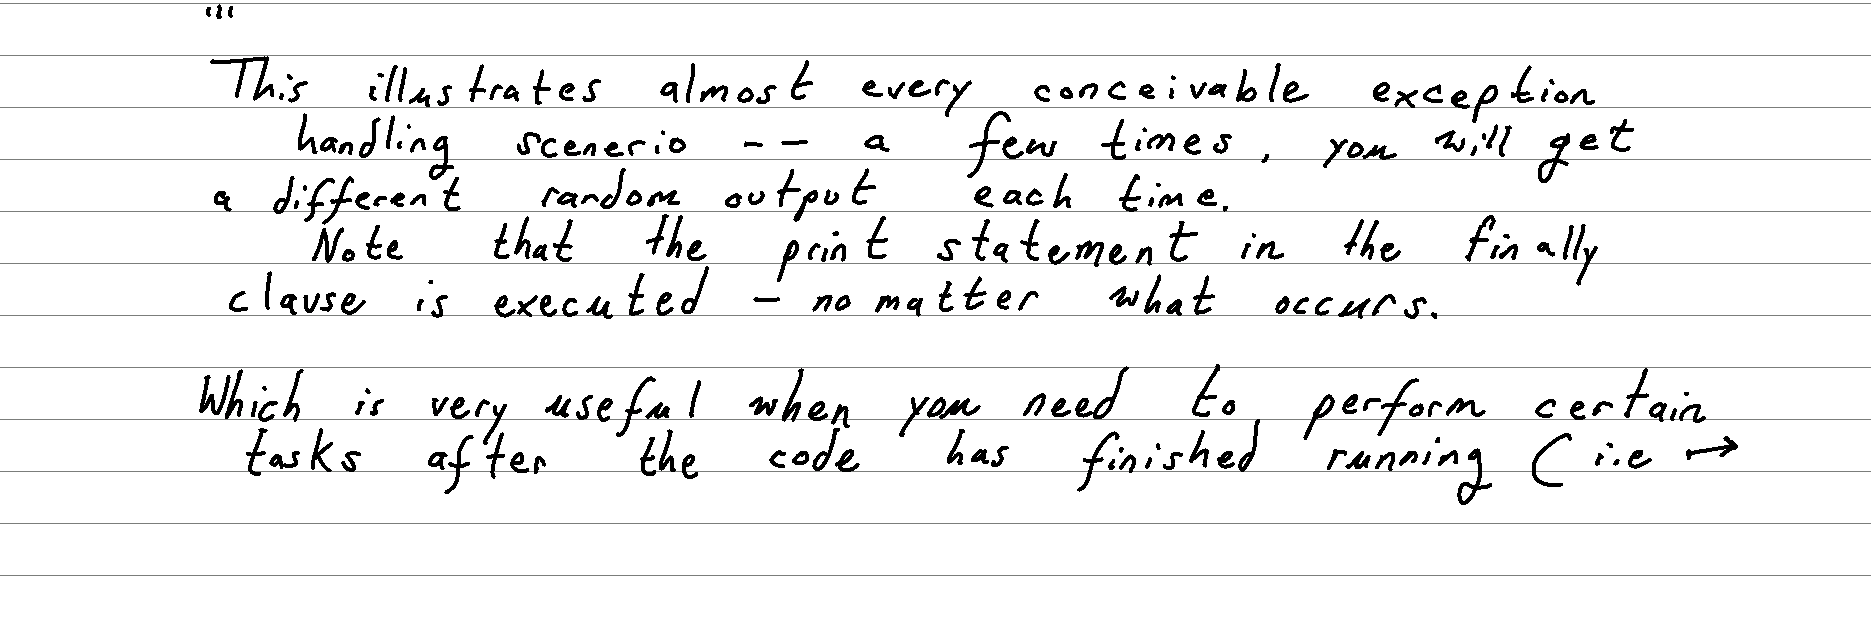 '''
This illustrates almost every conceivable exception
handling scenerio -- a few times, you will get
a different random output each time.
Note that the print statement in the finally
clause is executed - no matter what occurs.
Which is very useful when you need to perform certain
tasks after the code has finished running (i.e →